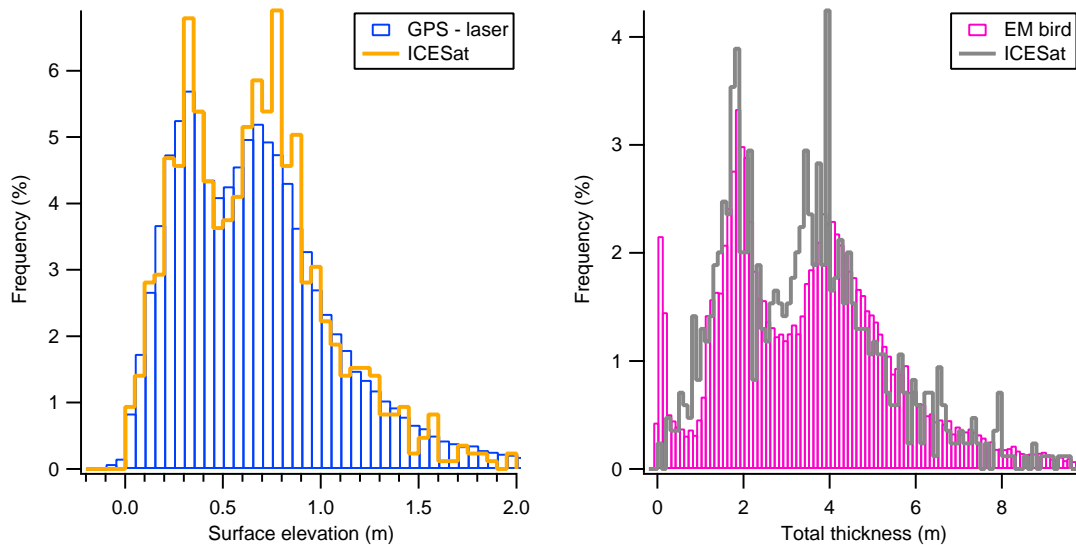 GPS - laser
ICESat
Frequency (%)
6
5
4
3
2
1
0
0.0 0.5 1.0 1.5 2.0
Surface elevation (m)
EM bird
ICESat
Frequency (%)
4
3
2
1
0
0 2 4 6 8
Total thickness (m)